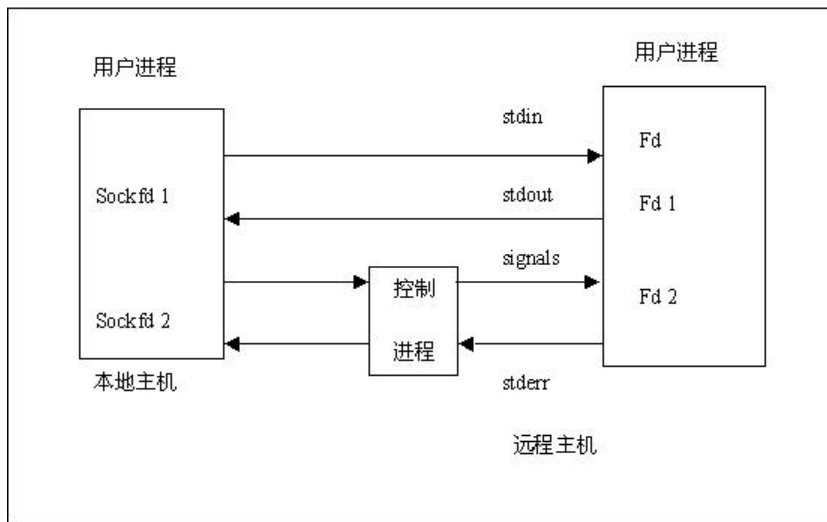 用户进程
用户进程
stdin
Fd
Sockfd 1
stdout
Fd 1
signals
控制
Fd 2
Sockfd 2
进程
本地主机
stderr
远程主机